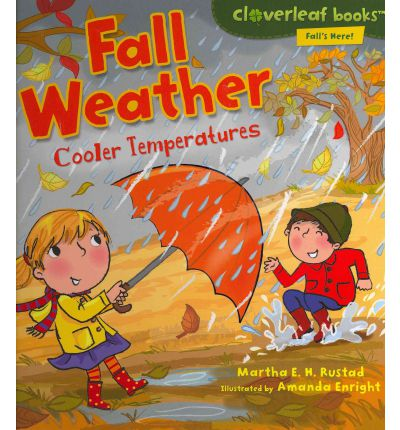 Cloverleaf books™
Fall's Here!
Fall
Weather
Cooler Temperatures
Martha E. H. Rustad
Illustrated by Amanda Enright